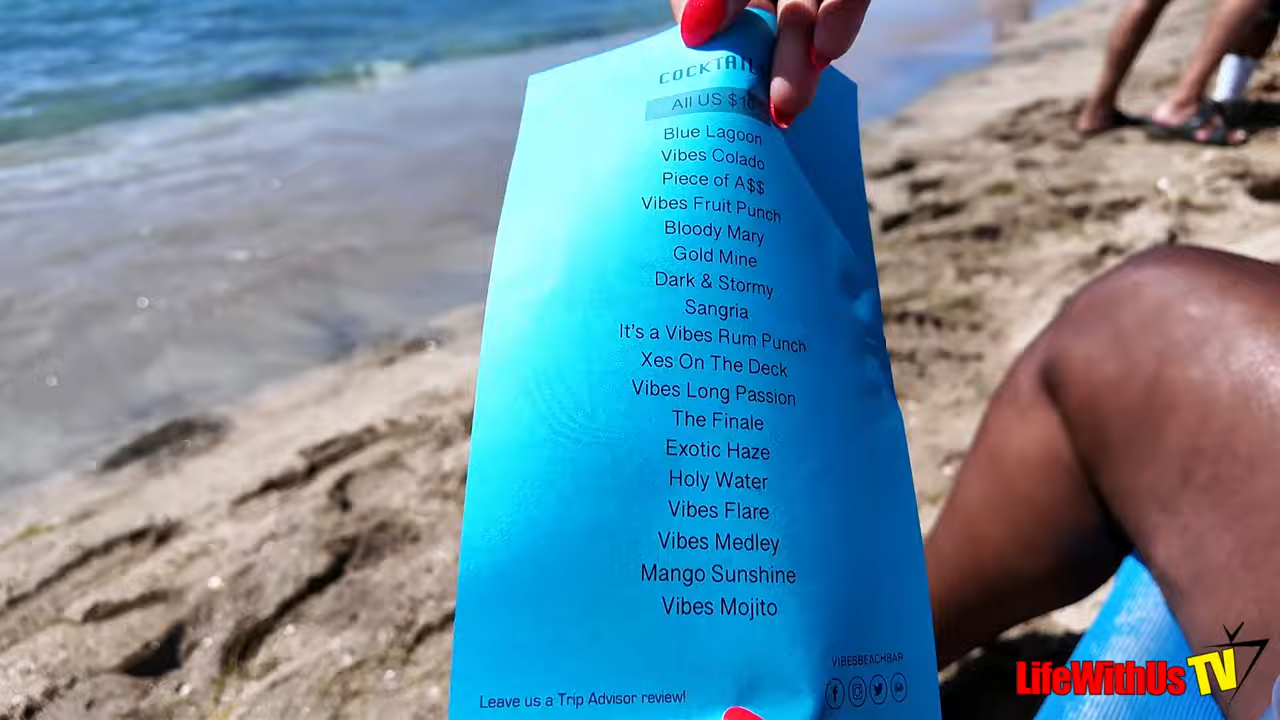 COCKTAIL
All US $10
Blue Lagoon
Vibes Colado
Piece of A$$
Vibes Fruit Punch
Bloody Mary
Gold Mine
Dark & Stormy
Sangria
It's a Vibes Rum Punch
Xes On The Deck
Vibes Long Passion
The Finale
Exotic Haze
Holy Water
Vibes Flare
Vibes Medley
Mango Sunshine
Vibes Mojito
VIBESBEACHBAR
Leave us a Trip Advisor review!
LifeWithUs TV